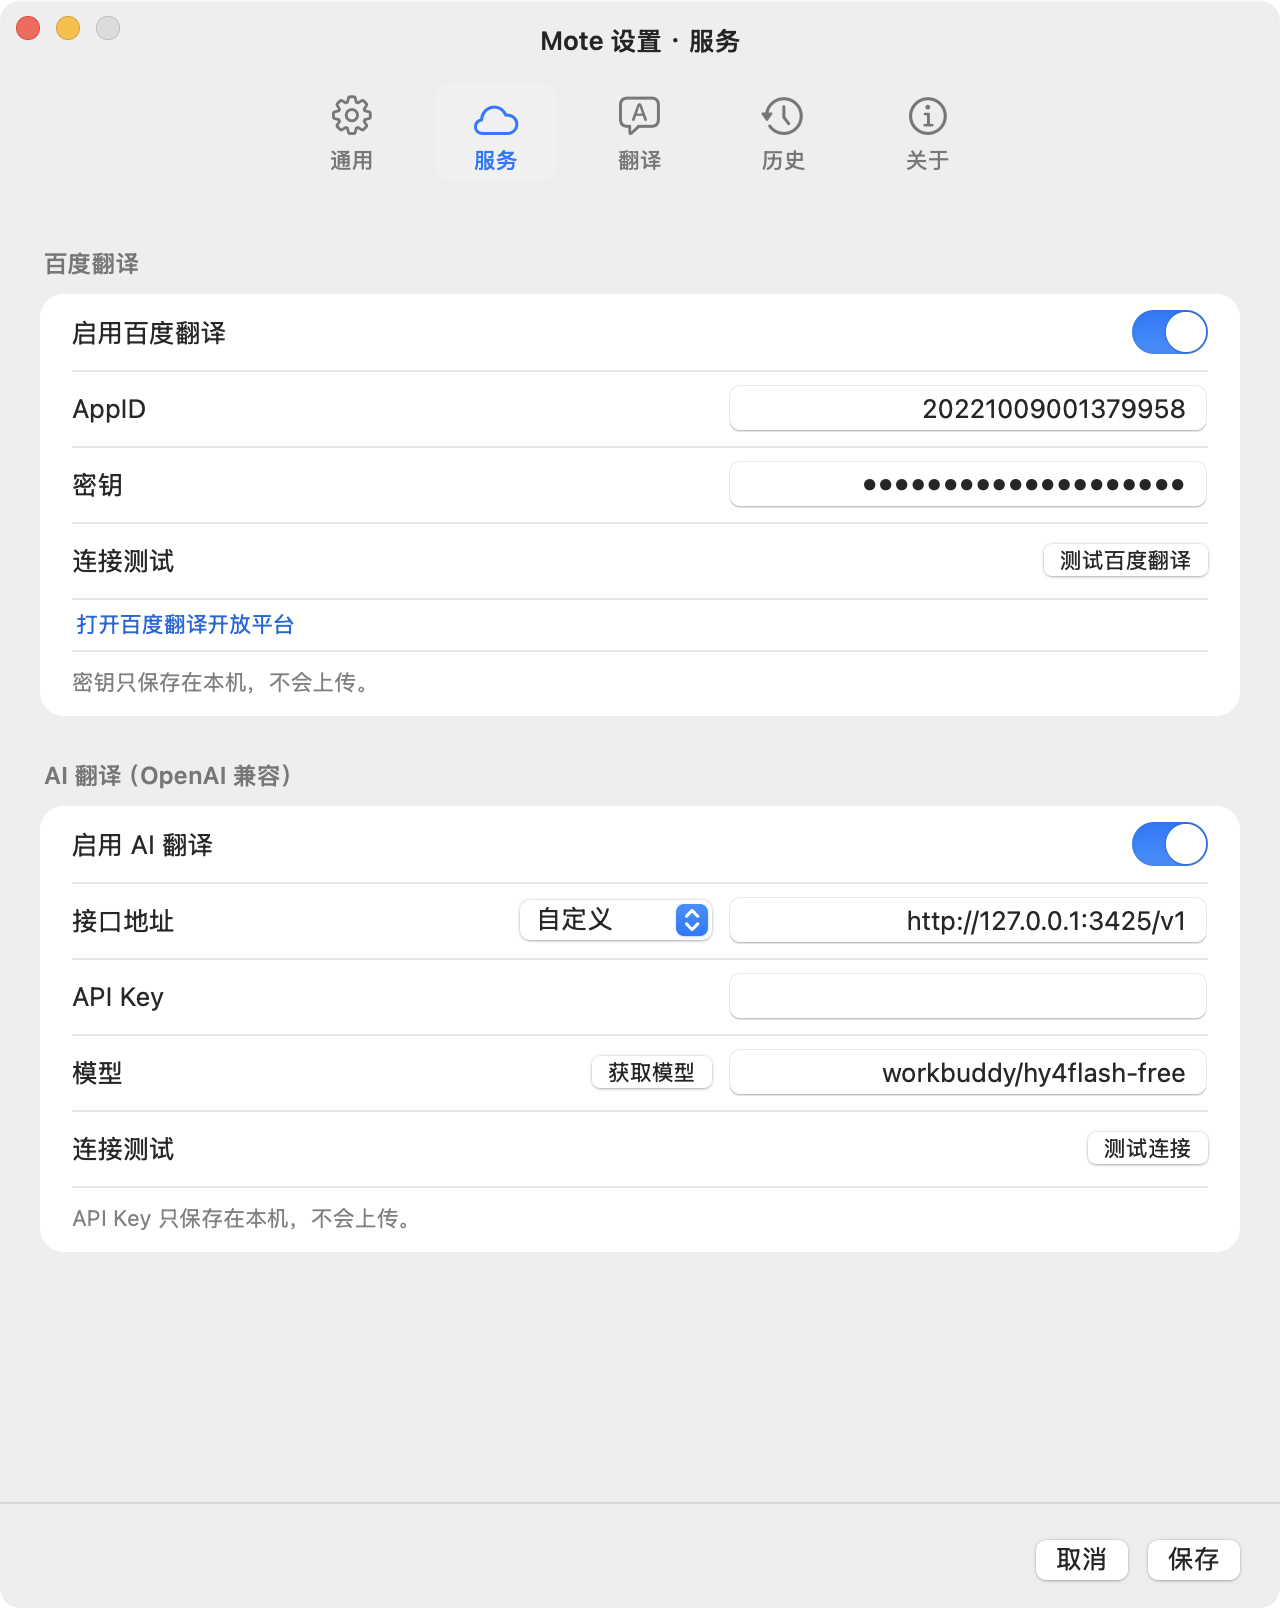 Mote 设置 · 服务
通用 服务 翻译 历史 关于
百度翻译
启用百度翻译
AppID 20221009001379958
密钥 ●●●●●●●●●●●●●●●●●●●●
连接测试 测试百度翻译
打开百度翻译开放平台
密钥只保存在本机，不会上传。
AI 翻译（OpenAI 兼容）
启用 AI 翻译
接口地址 自定义 http://127.0.0.1:3425/v1
API Key
模型 获取模型 workbuddy/hy4flash-free
连接测试 测试连接
API Key 只保存在本机，不会上传。
取消 保存